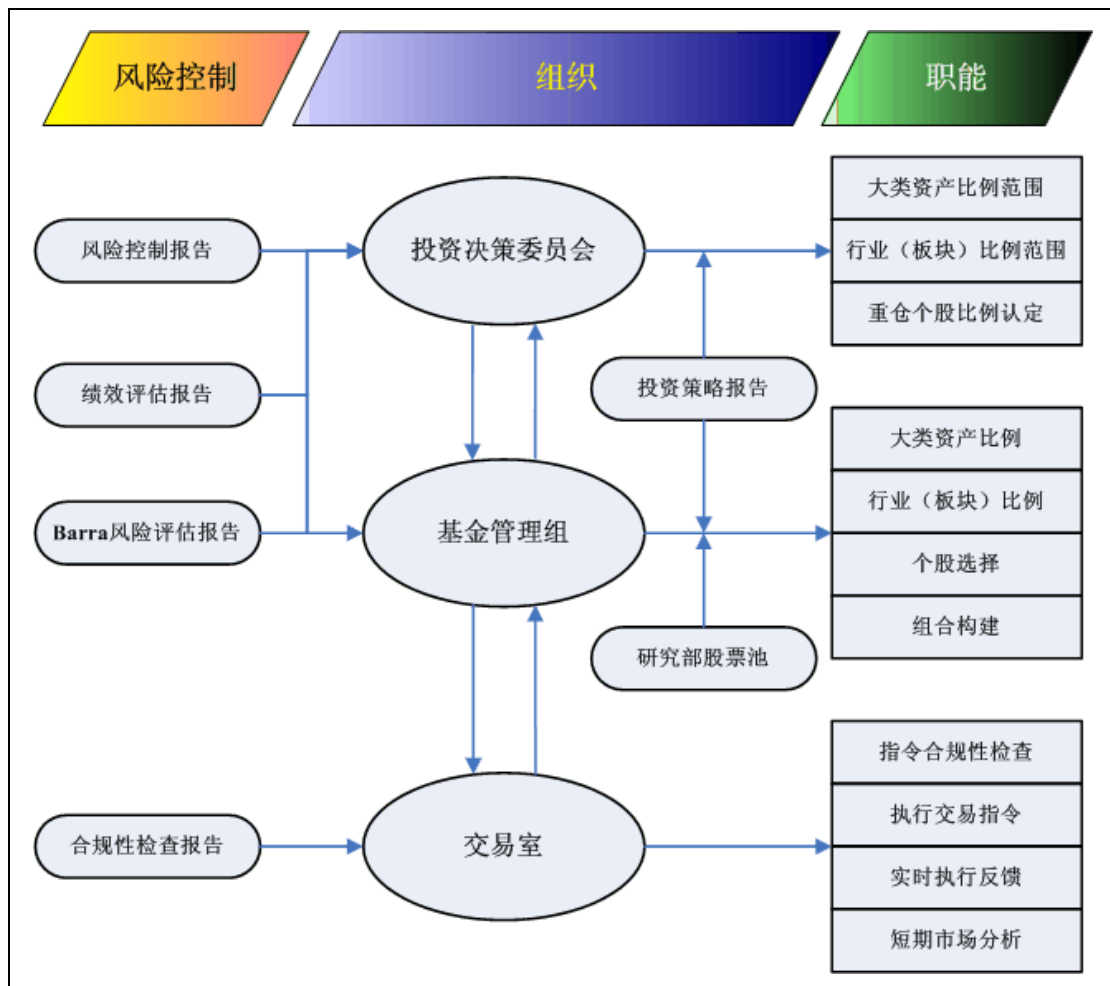 风险控制
组织
职能
风险控制报告
绩效评估报告
Barra风险评估报告
合规性检查报告
投资决策委员会
基金管理组
交易室
投资策略报告
研究部股票池
大类资产比例范围
行业（板块）比例范围
重仓个股比例认定
大类资产比例
行业（板块）比例
个股选择
组合构建
指令合规性检查
执行交易指令
实时执行反馈
短期市场分析